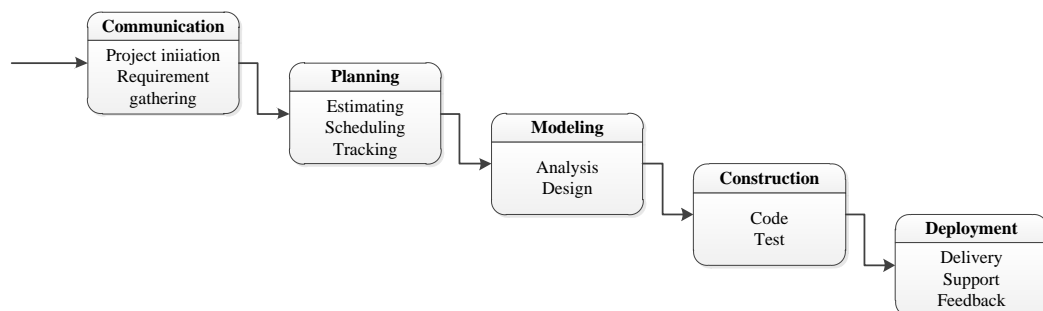 Communication
Project iniiation
Requirement
gathering
Planning
Estimating
Scheduling
Tracking
Modeling
Analysis
Design
Construction
Code
Test
Deployment
Delivery
Support
Feedback